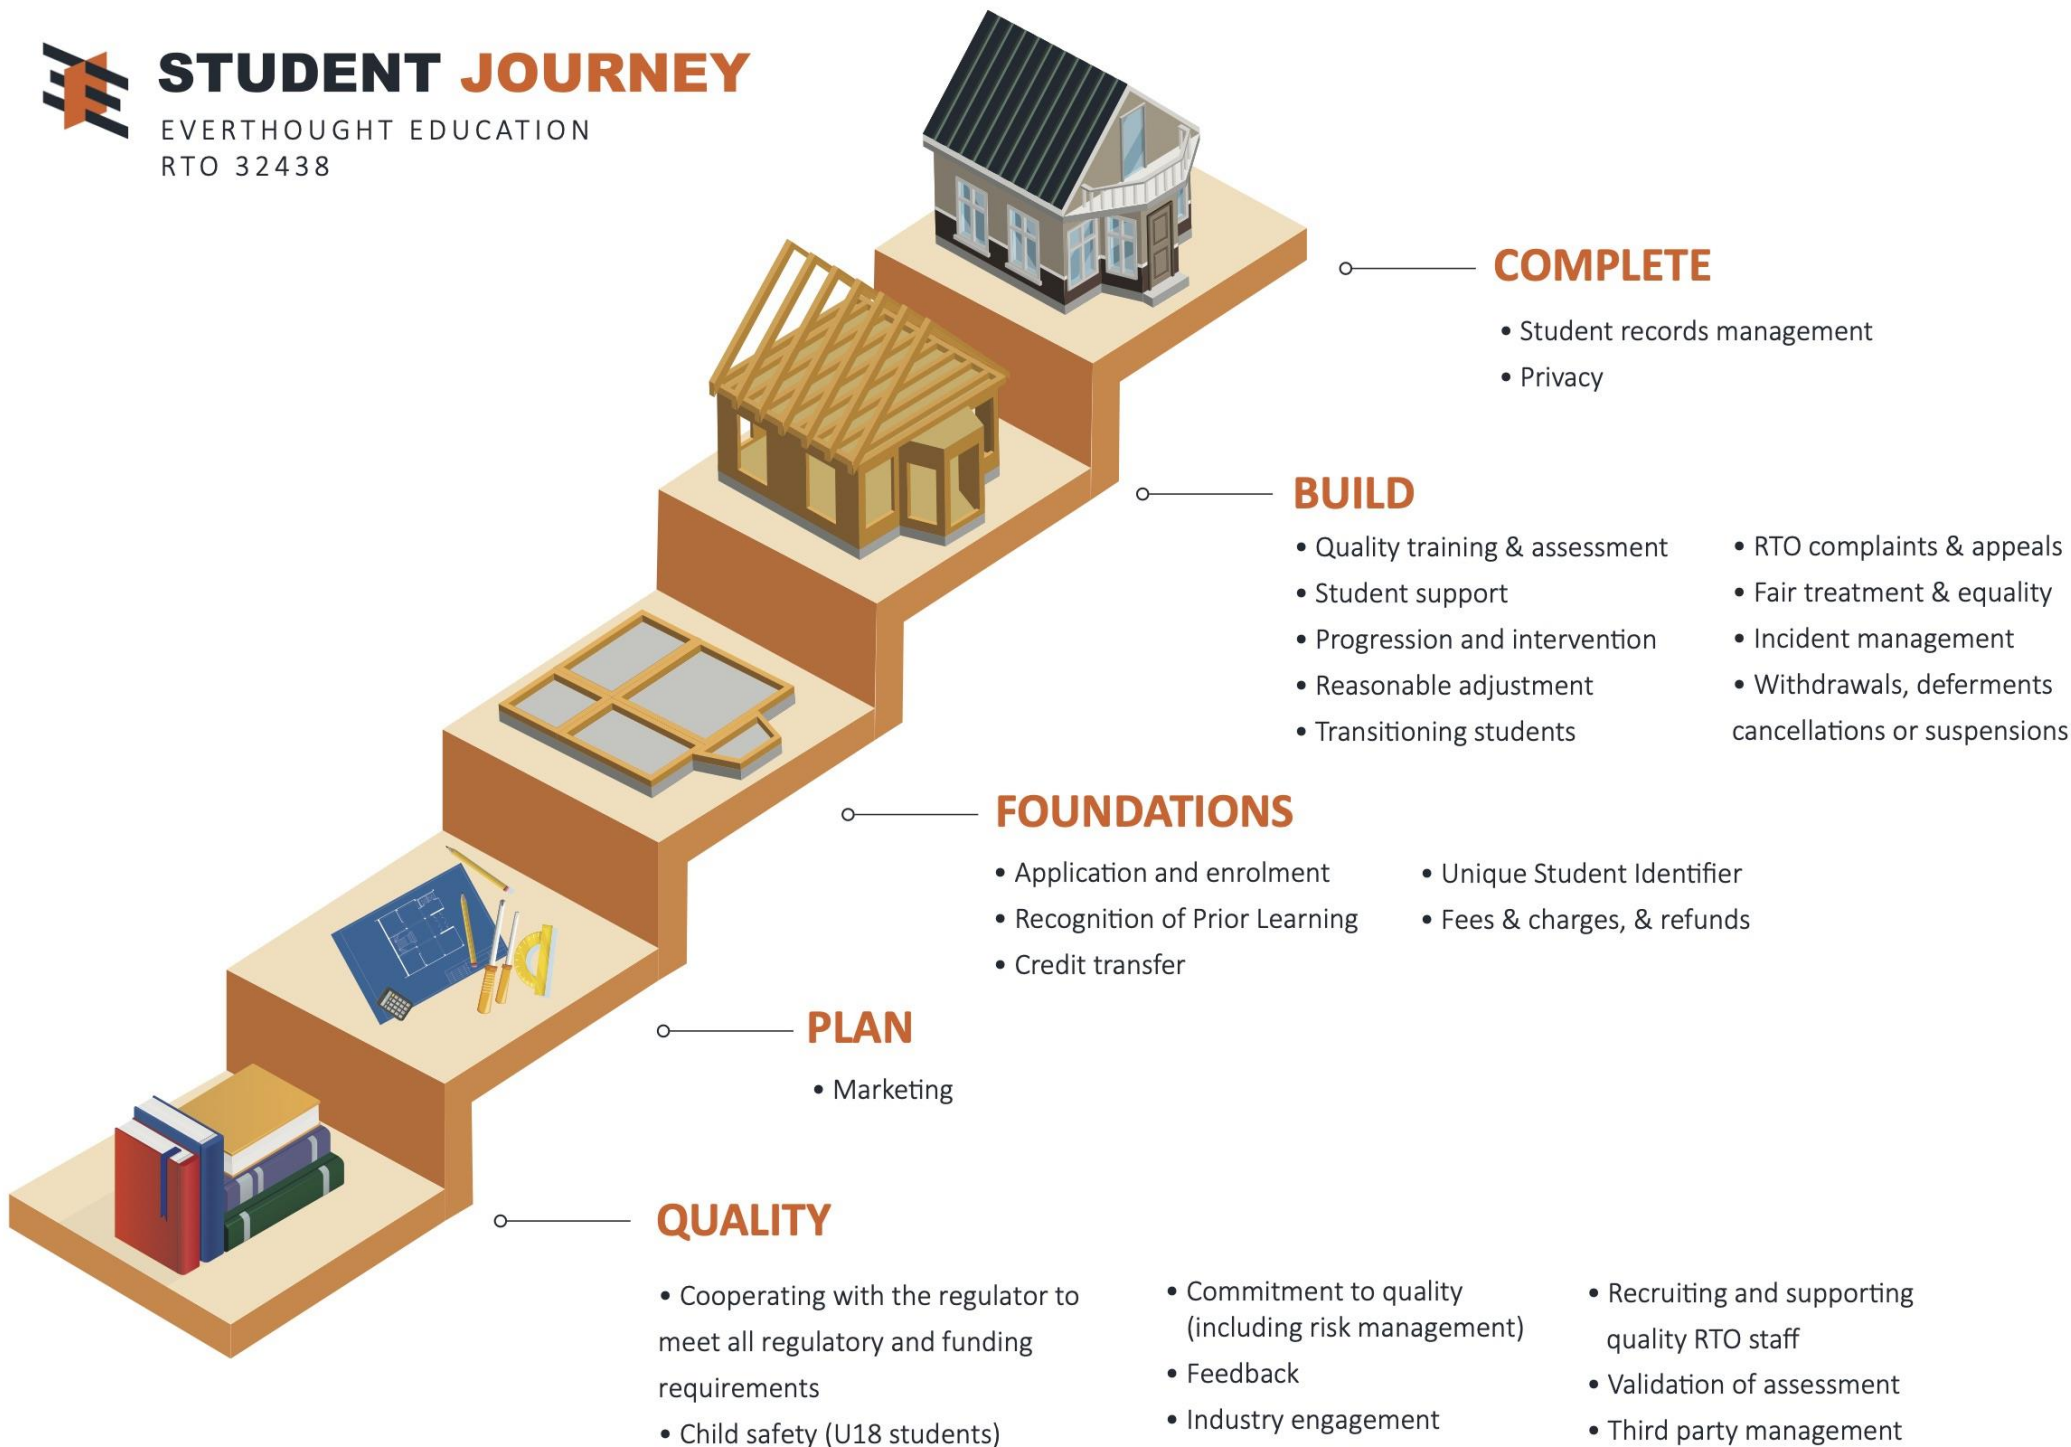 STUDENT JOURNEY
EVERTHOUGHT EDUCATION
RTO 32438
COMPLETE
• Student records management
• Privacy
BUILD
• Quality training & assessment
• Student support
• Progression and intervention
• Reasonable adjustment
• Transitioning students
• RTO complaints & appeals
• Fair treatment & equality
• Incident management
• Withdrawals, deferments
cancellations or suspensions
FOUNDATIONS
• Application and enrolment
• Recognition of Prior Learning
• Credit transfer
• Unique Student Identifier
• Fees & charges, & refunds
PLAN
• Marketing
QUALITY
• Cooperating with the regulator to
meet all regulatory and funding
requirements
• Child safety (U18 students)
• Commitment to quality
(including risk management)
• Feedback
• Industry engagement
• Recruiting and supporting
quality RTO staff
• Validation of assessment
• Third party management